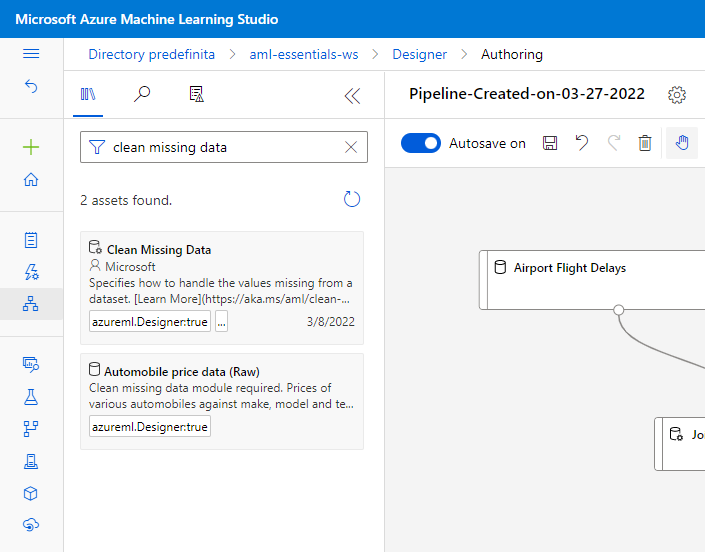 Microsoft Azure Machine Learning Studio
Directory predefinita > aml-essentials-ws > Designer > Authoring
Pipeline-Created-on-03-27-2022
clean missing data
Autosave on
2 assets found.
Clean Missing Data
Microsoft
Specifies how to handle the values missing from a
dataset. [Learn More](https://aka.ms/aml/clean-...
azureml.Designer:true ... 3/8/2022
Automobile price data (Raw)
Clean missing data module required. Prices of
various automobiles against make, model and te...
azureml.Designer:true
Airport Flight Delays